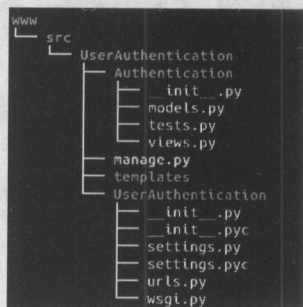 www
└── src
    └── UserAuthentication
        ├── Authentication
        │   ├── __init__.py
        │   ├── models.py
        │   ├── tests.py
        │   └── views.py
        ├── manage.py
        ├── templates
        └── UserAuthentication
            ├── __init__.py
            ├── __init__.pyc
            ├── settings.py
            ├── settings.pyc
            ├── urls.py
            └── wsgi.py